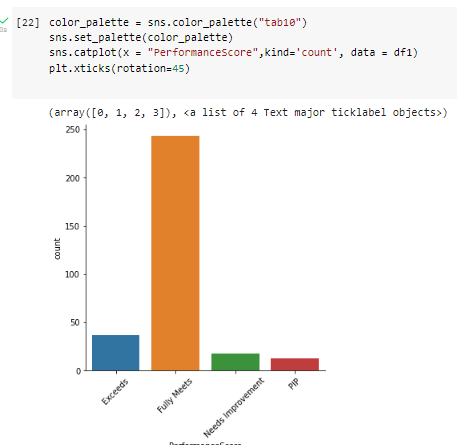 [22] color_palette = sns.color_palette("tab10")
sns.set_palette(color_palette)
sns.catplot(x = "PerformanceScore",kind='count', data = df1)
plt.xticks(rotation=45)
(array([0, 1, 2, 3]), <a list of 4 Text major ticklabel objects>)
250
200
150
100
50
0
count
Exceeds
Fully Meets
Needs Improvement
PIP
PerformanceScore